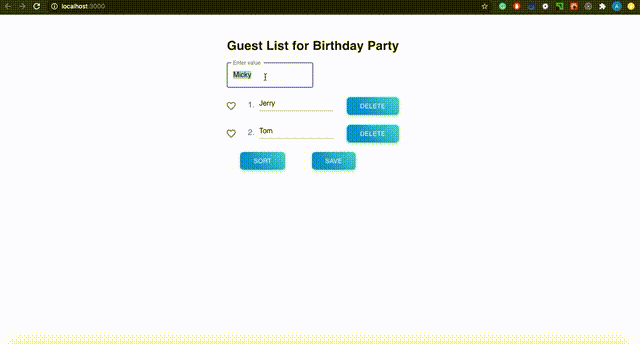 localhost:3000
Guest List for Birthday Party
Enter value
Micky
1. Jerry DELETE
2. Tom DELETE
SORT SAVE